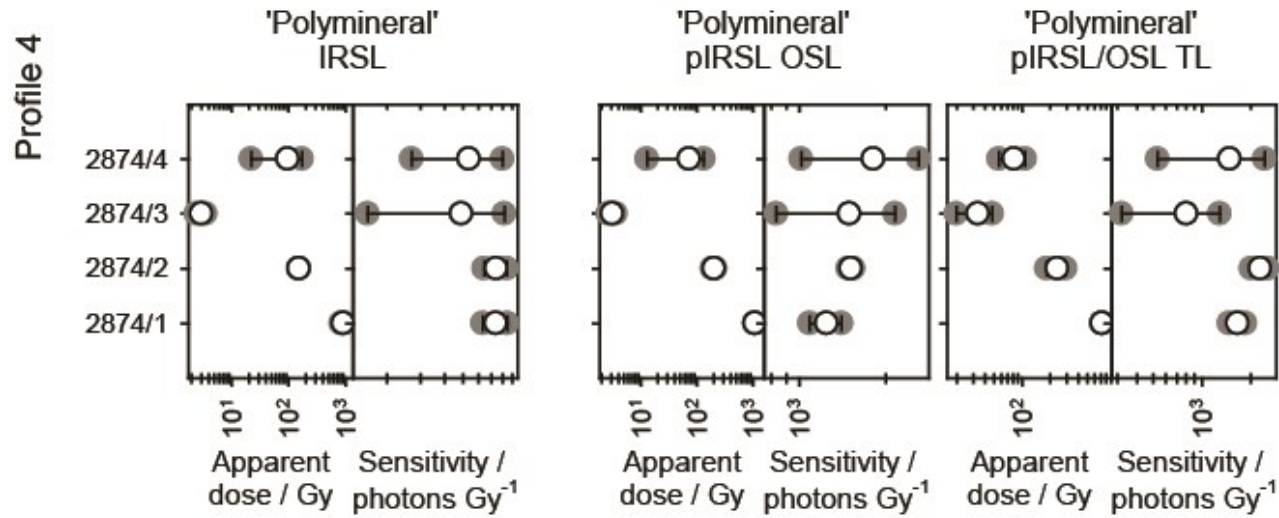 Profile 4
'Polymineral' IRSL
'Polymineral' pIRSL OSL
'Polymineral' pIRSL/OSL TL
2874/4
2874/3
2874/2
2874/1
10¹ 10² 10³
10¹ 10² 10³ 10³
10² 10³
Apparent dose / Gy
Sensitivity / photons Gy⁻¹
Apparent dose / Gy
Sensitivity / photons Gy⁻¹
Apparent dose / Gy
Sensitivity / photons Gy⁻¹